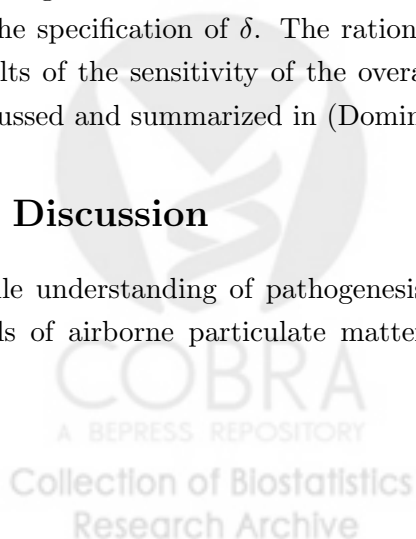 he specification of δ. The ration
lts of the sensitivity of the overa
ussed and summarized in (Domin
Discussion
le understanding of pathogenesis
ls of airborne particulate matte
COBRA
A BEPRESS REPOSITORY
Collection of Biostatistics
Research Archive